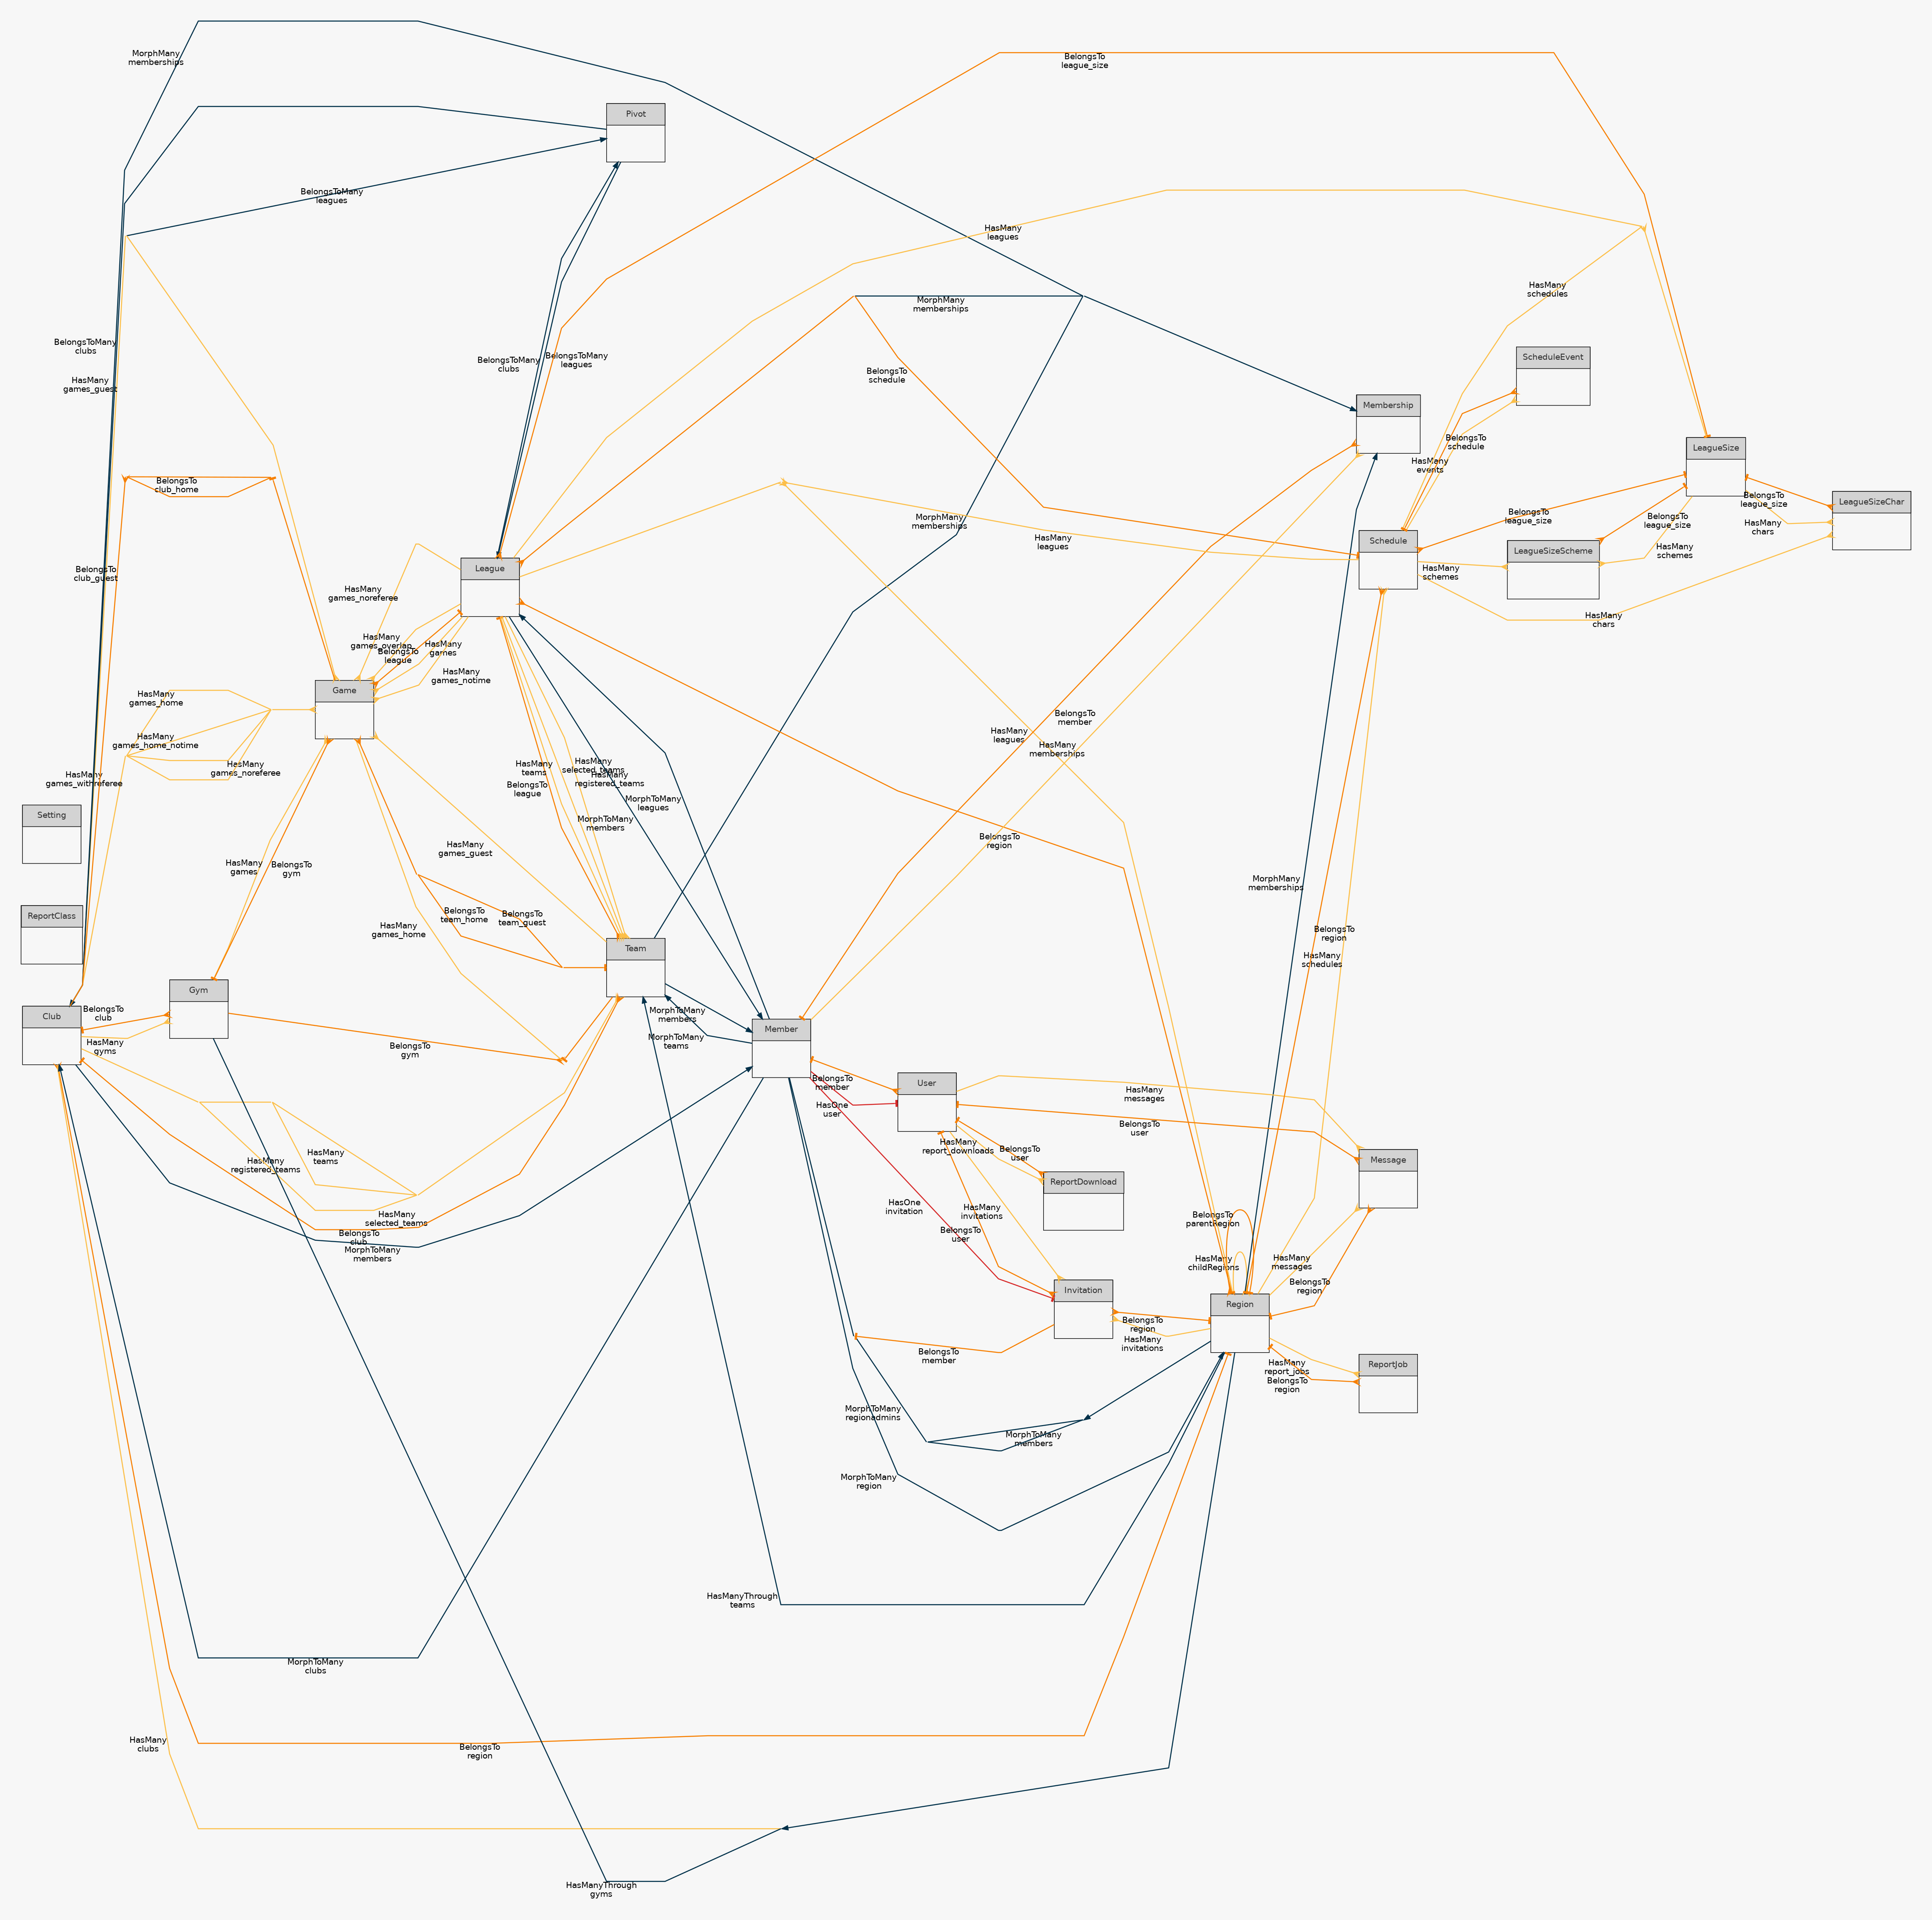 MorphMany
memberships
BelongsTo
league_size
Pivot
BelongsToMany
leagues
HasMany
leagues
HasMany
schedules
MorphMany
memberships
BelongsToMany
clubs
HasMany
games_guest
BelongsToMany
clubs
BelongsToMany
leagues
BelongsTo
schedule
ScheduleEvent
Membership
BelongsTo
schedule
HasMany
events
LeagueSize
BelongsTo
club_home
BelongsTo
league_size
HasMany
chars
LeagueSizeChar
BelongsTo
league_size
BelongsTo
league_size
MorphMany
memberships
HasMany
leagues
Schedule
LeagueSizeScheme
HasMany
schemes
HasMany
schemes
BelongsTo
club_guest
League
HasMany
games_noreferee
HasMany
chars
HasMany
games_overlap
BelongsTo
league
HasMany
games
HasMany
games_notime
Game
HasMany
games_home
HasMany
games_home_notime
HasMany
games_noreferee
HasMany
games_withreferee
BelongsTo
member
HasMany
leagues
HasMany
memberships
HasMany
teams
BelongsTo
league
HasMany
selected_teams
HasMany
registered_teams
MorphToMany
leagues
MorphToMany
members
Setting
HasMany
games_guest
BelongsTo
region
HasMany
games
BelongsTo
gym
MorphMany
memberships
ReportClass
BelongsTo
team_home
BelongsTo
team_guest
HasMany
games_home
BelongsTo
region
HasMany
schedules
Team
Gym
Club
BelongsTo
club
HasMany
gyms
BelongsTo
gym
MorphToMany
members
MorphToMany
teams
Member
BelongsTo
member
HasOne
user
User
HasMany
messages
BelongsTo
user
HasMany
report_downloads
BelongsTo
user
Message
ReportDownload
HasMany
registered_teams
HasMany
teams
HasMany
selected_teams
BelongsTo
club
MorphToMany
members
HasOne
invitation
HasMany
invitations
BelongsTo
user
BelongsTo
parentRegion
HasMany
childRegions
HasMany
messages
BelongsTo
region
Invitation
Region
BelongsTo
region
HasMany
invitations
BelongsTo
member
HasMany
report_jobs
BelongsTo
region
ReportJob
MorphToMany
regionadmins
MorphToMany
members
MorphToMany
region
HasManyThrough
teams
MorphToMany
clubs
HasMany
clubs
BelongsTo
region
HasManyThrough
gyms